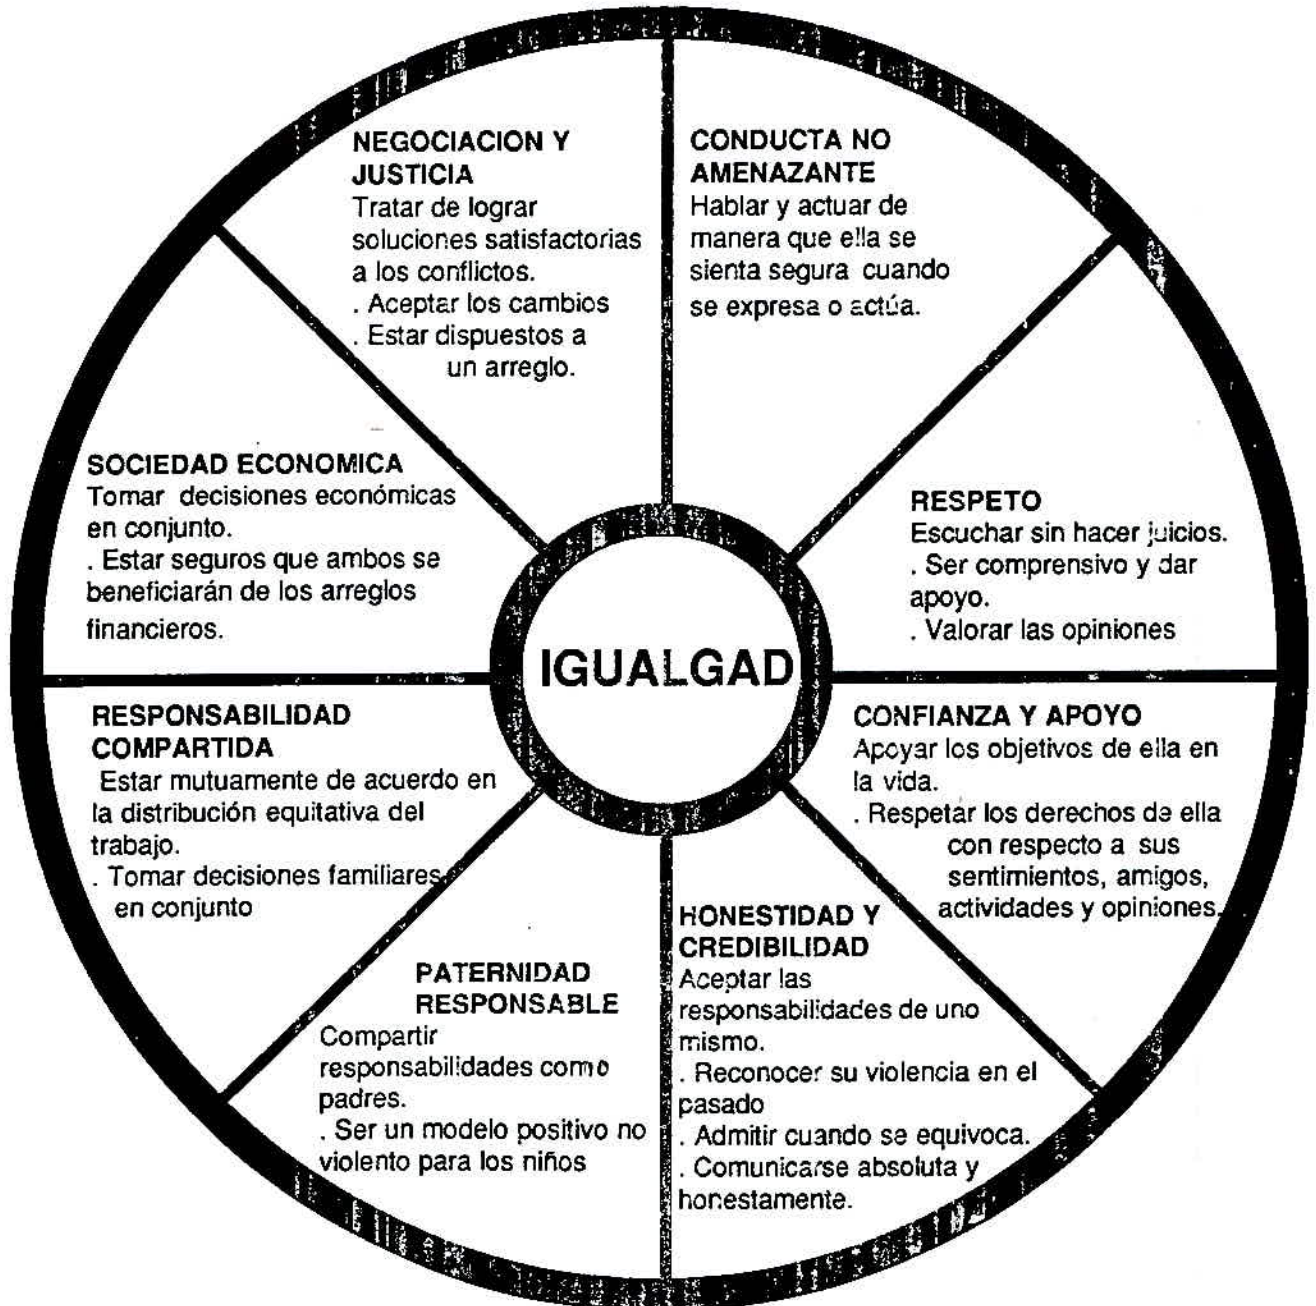 NEGOCIACION Y
JUSTICIA
Tratar de lograr
soluciones satisfactorias
a los conflictos.
. Aceptar los cambios
. Estar dispuestos a
un arreglo.
CONDUCTA NO
AMENAZANTE
Hablar y actuar de
manera que ella se
sienta segura cuando
se expresa o actúa.
SOCIEDAD ECONOMICA
Tomar decisiones económicas
en conjunto.
. Estar seguros que ambos se
beneficiarán de los arreglos
financieros.
RESPETO
Escuchar sin hacer juicios.
. Ser comprensivo y dar
apoyo.
. Valorar las opiniones
IGUALGAD
RESPONSABILIDAD
COMPARTIDA
Estar mutuamente de acuerdo en
la distribución equitativa del
trabajo.
. Tomar decisiones familiares
en conjunto
CONFIANZA Y APOYO
Apoyar los objetivos de ella en
la vida.
. Respetar los derechos de ella
con respecto a sus
sentimientos, amigos,
actividades y opiniones.
PATERNIDAD
RESPONSABLE
Compartir
responsabilidades como
padres.
. Ser un modelo positivo no
violento para los niños
HONESTIDAD Y
CREDIBILIDAD
Aceptar las
responsabilidades de uno
mismo.
. Reconocer su violencia en el
pasado
. Admitir cuando se equivoca.
. Comunicarse absoluta y
honestamente.